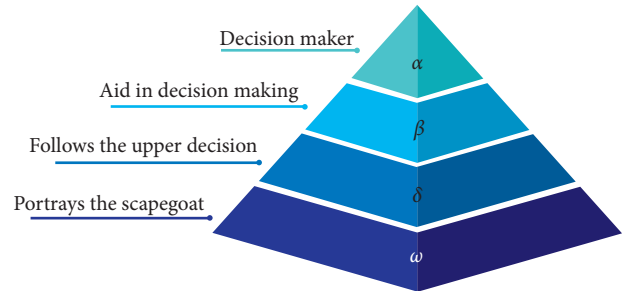 Decision maker
α
Aid in decision making
β
Follows the upper decision
δ
Portrays the scapegoat
ω